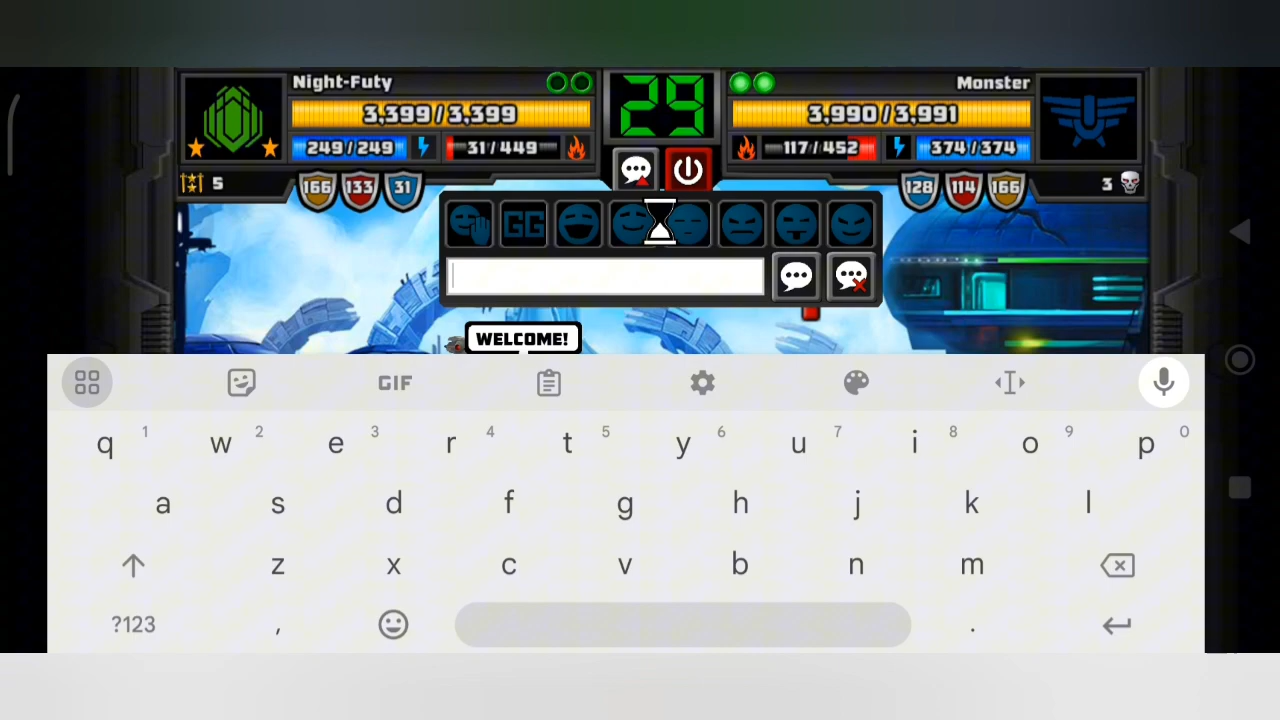 Night-Futy
29
Monster
3,399 / 3,399
3,990 / 3,991
249 / 249
31 / 449
117 / 452
374 / 374
5
166
133
31
128
114
166
3
GG
WELCOME!
GIF
q 1 w 2 e 3 r 4 t 5 y 6 u 7 i 8 o 9 p 0
a s d f g h j k l
z x c v b n m
?123 , .